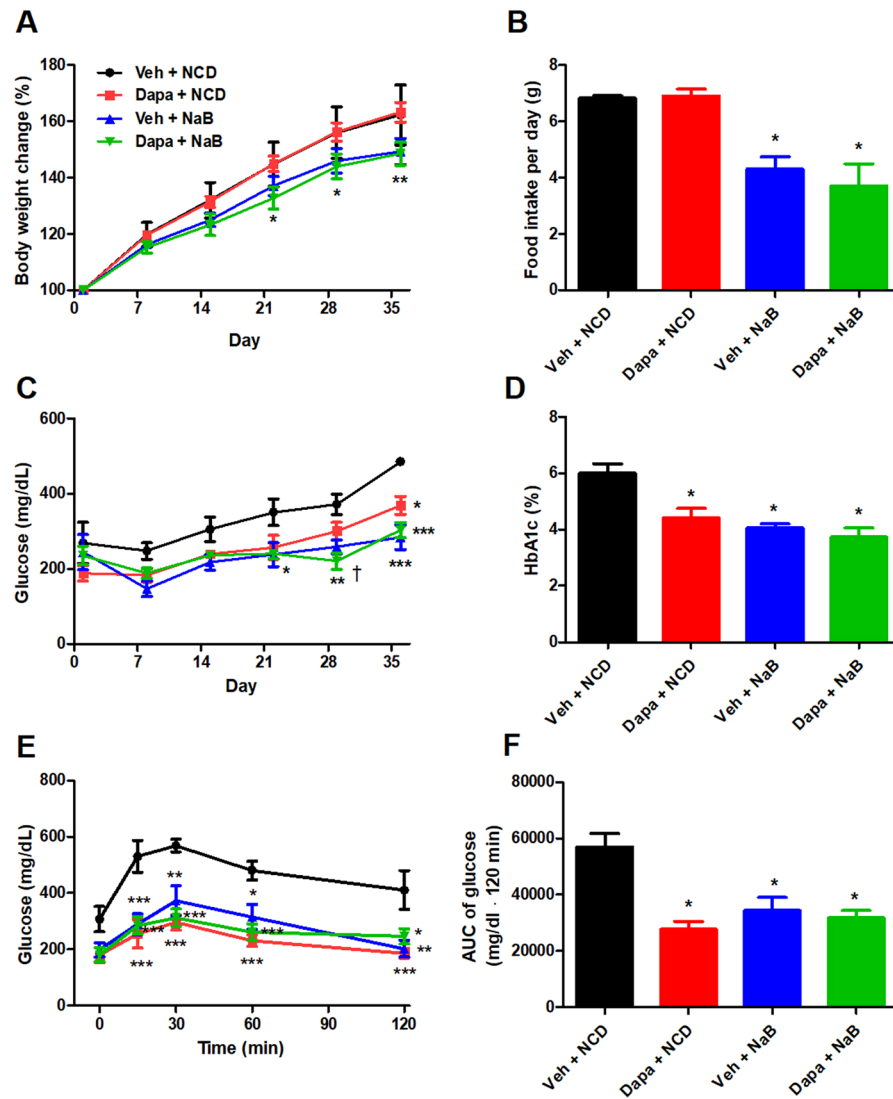 A
Body weight change (%)
180
160
140
120
100
Veh + NCD
Dapa + NCD
Veh + NaB
Dapa + NaB
*
*
**
0 7 14 21 28 35
Day
B
Food intake per day (g)
8
6
4
2
0
*
*
Veh + NCD
Dapa + NCD
Veh + NaB
Dapa + NaB
C
Glucose (mg/dL)
600
400
200
0
*
***
*
** †
***
0 7 14 21 28 35
Day
D
HbA1c (%)
8
6
4
2
0
*
*
*
Veh + NCD
Dapa + NCD
Veh + NaB
Dapa + NaB
E
Glucose (mg/dL)
800
600
400
200
0
***
**
*
***
***
***
*
**
***
***
***
***
0 30 60 90 120
Time (min)
F
AUC of glucose
(mg/dl · 120 min)
80000
60000
40000
20000
0
*
*
*
Veh + NCD
Dapa + NCD
Veh + NaB
Dapa + NaB